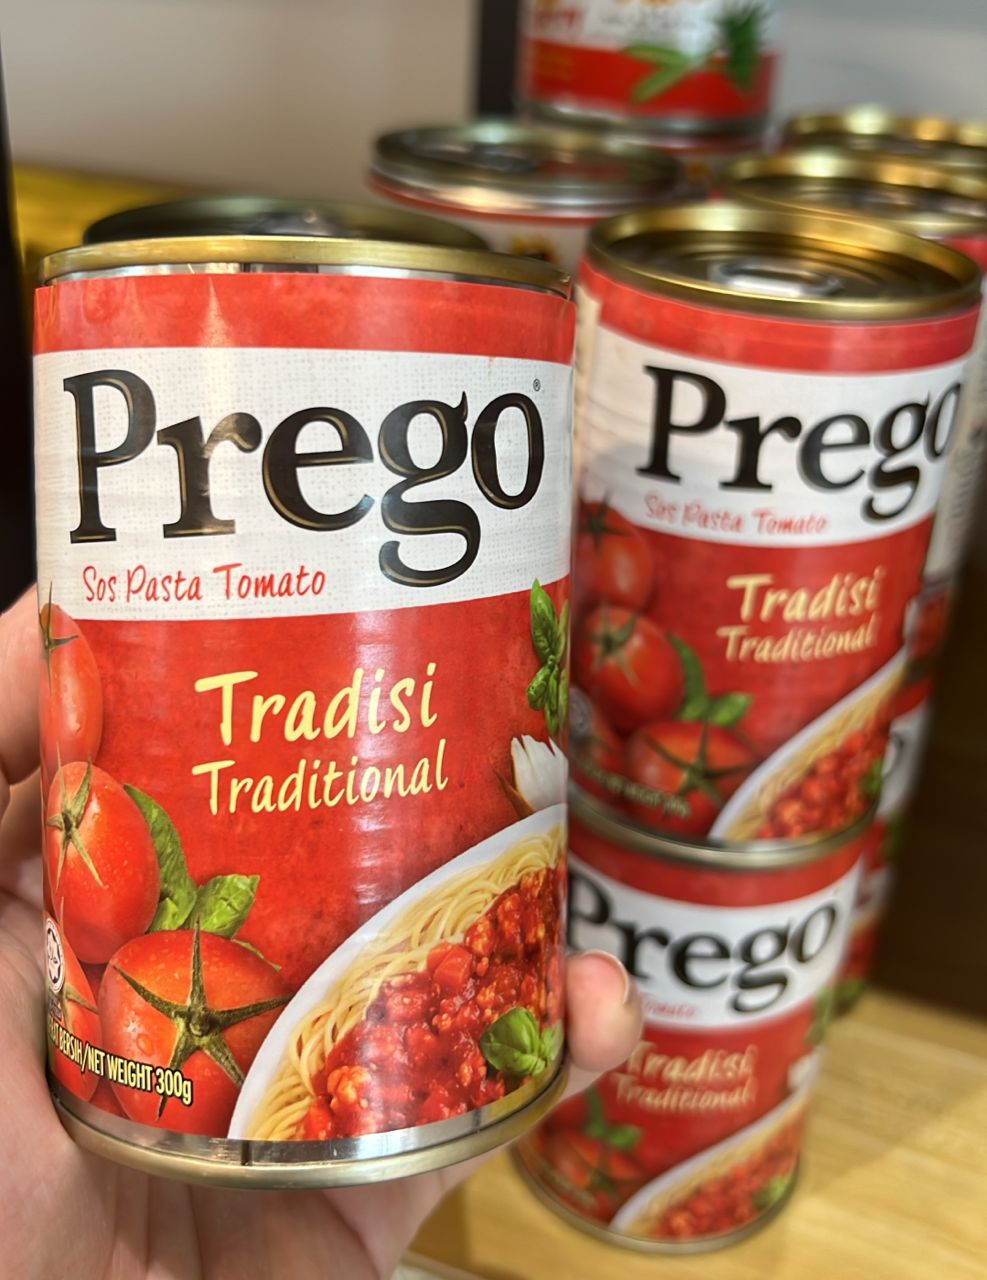 Prego®
Sos Pasta Tomato
Tradisi
Traditional
BERSIH/NET WEIGHT 300g
Prego
Sos Pasta Tomato
Tradisi
Traditional
Prego
Tomato
Tradisi
Traditional